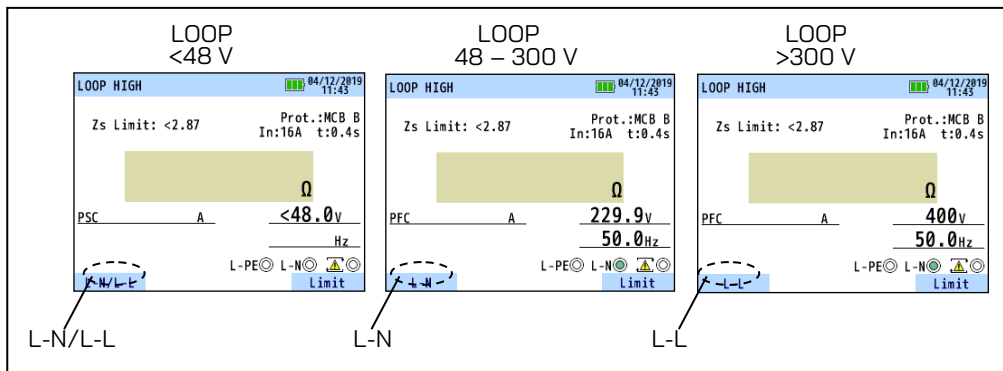 LOOP
<48 V
LOOP HIGH
04/12/2019
11:43
Zs Limit: <2.87
Prot.:MCB B
In:16A t:0.4s
Ω
PSC A
<48.0V
Hz
L-PE L-N
L-N/L-L
Limit
L-N/L-L
LOOP
48 – 300 V
LOOP HIGH
04/12/2019
11:43
Zs Limit: <2.87
Prot.:MCB B
In:16A t:0.4s
Ω
PFC A
229.9V
50.0Hz
L-PE L-N
L-N
Limit
L-N
LOOP
>300 V
LOOP HIGH
04/12/2019
11:43
Zs Limit: <2.87
Prot.:MCB B
In:16A t:0.4s
Ω
PFC A
400V
50.0Hz
L-PE L-N
L-L
Limit
L-L